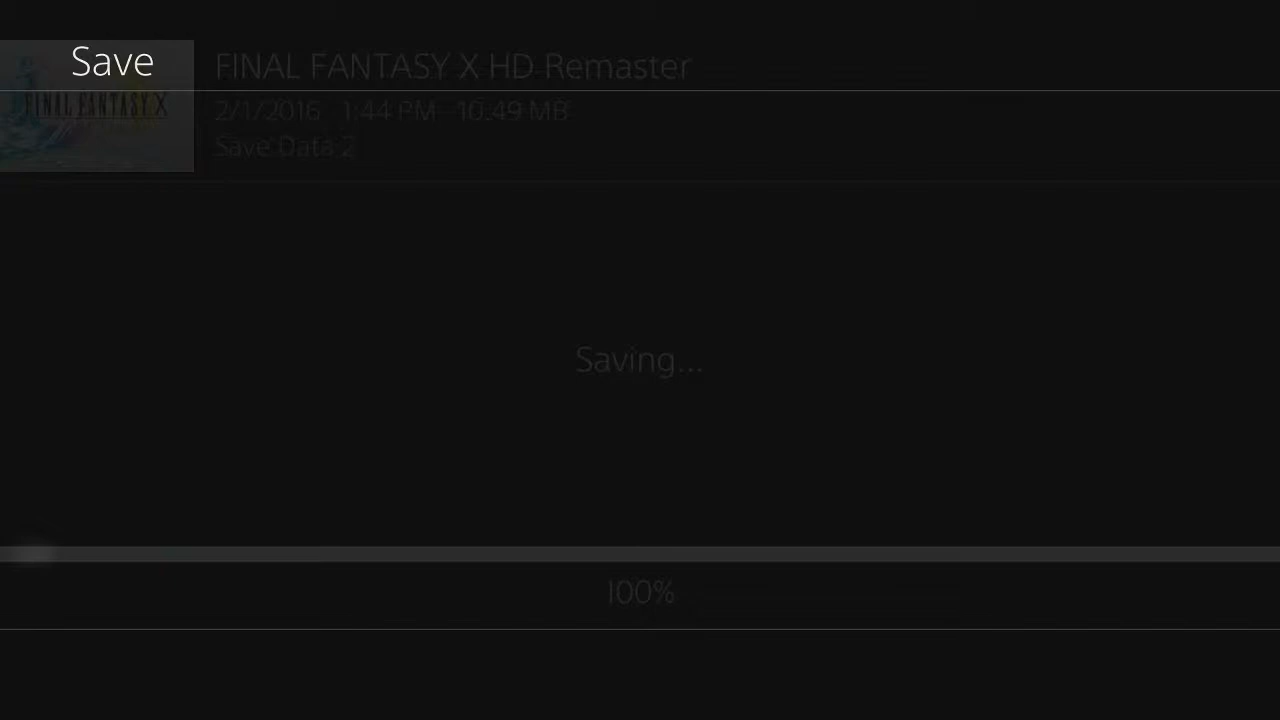 Save
FINAL FANTASY X HD Remaster
FINAL FANTASY X
2/1/2016 1:44 PM 10.49 MB
Save Data 2
Saving...
100%